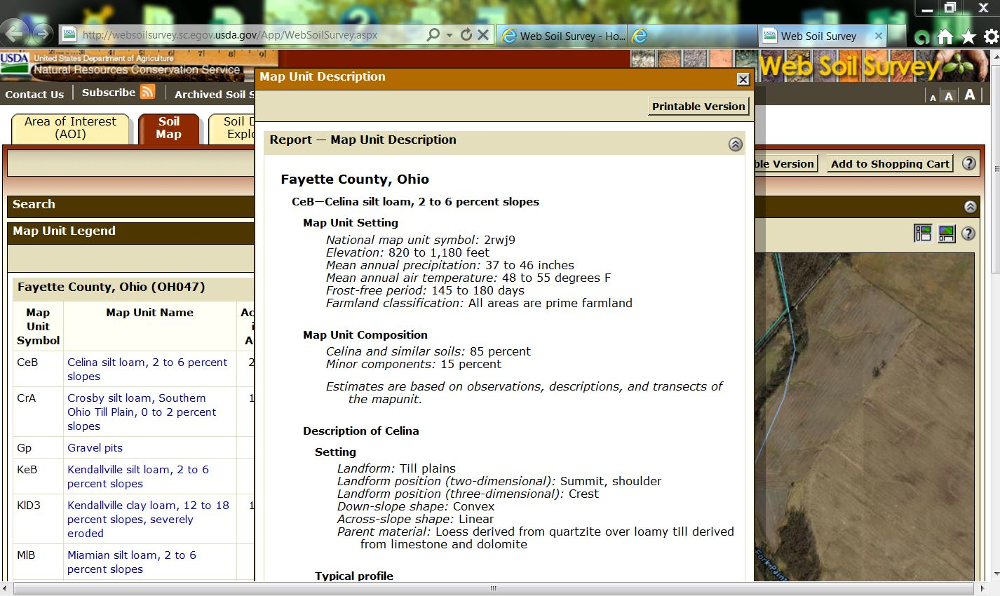 http://websoilsurvey.sc.egov.usda.gov/App/WebSoilSurvey.aspx
Web Soil Survey - Ho...
Web Soil Survey
USDA
United States Department of Agriculture
Natural Resources Conservation Service
Web Soil Survey
Contact Us
Subscribe
Archived Soil S
A A A
Area of Interest
(AOI)
Soil
Map
Soil D
Explo
Map Unit Description
Printable Version
Report — Map Unit Description
ble Version
Add to Shopping Cart
Search
Map Unit Legend
Fayette County, Ohio (OH047)
Map
Unit
Symbol
Map Unit Name
Ac
i
A
CeB
Celina silt loam, 2 to 6 percent
slopes
2
CrA
Crosby silt loam, Southern
Ohio Till Plain, 0 to 2 percent
slopes
1
Gp
Gravel pits
KeB
Kendallville silt loam, 2 to 6
percent slopes
KlD3
Kendallville clay loam, 12 to 18
percent slopes, severely
eroded
1
MlB
Miamian silt loam, 2 to 6
percent slopes
Fayette County, Ohio
CeB—Celina silt loam, 2 to 6 percent slopes
Map Unit Setting
National map unit symbol: 2rwj9
Elevation: 820 to 1,180 feet
Mean annual precipitation: 37 to 46 inches
Mean annual air temperature: 48 to 55 degrees F
Frost-free period: 145 to 180 days
Farmland classification: All areas are prime farmland
Map Unit Composition
Celina and similar soils: 85 percent
Minor components: 15 percent
Estimates are based on observations, descriptions, and transects of
the mapunit.
Description of Celina
Setting
Landform: Till plains
Landform position (two-dimensional): Summit, shoulder
Landform position (three-dimensional): Crest
Down-slope shape: Convex
Across-slope shape: Linear
Parent material: Loess derived from quartzite over loamy till derived
from limestone and dolomite
Typical profile
Fork-Paint